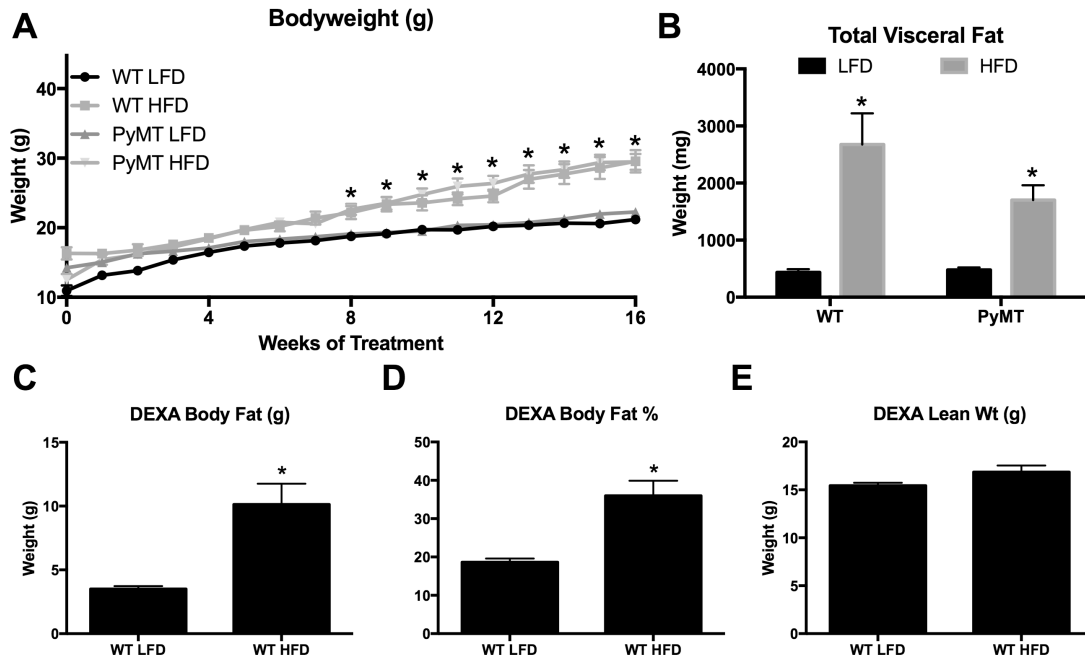 A
Bodyweight (g)
WT LFD
WT HFD
PyMT LFD
PyMT HFD
Weight (g)
40
30
20
10
* * * * * * * * *
0 4 8 12 16
Weeks of Treatment
B
Total Visceral Fat
LFD HFD
Weight (mg)
4000
3000
2000
1000
0
* *
WT PyMT
C
DEXA Body Fat (g)
Weight (g)
15
10
5
0
*
WT LFD WT HFD
D
DEXA Body Fat %
50
40
30
20
10
0
*
WT LFD WT HFD
E
DEXA Lean Wt (g)
Weight (g)
20
15
10
5
0
WT LFD WT HFD